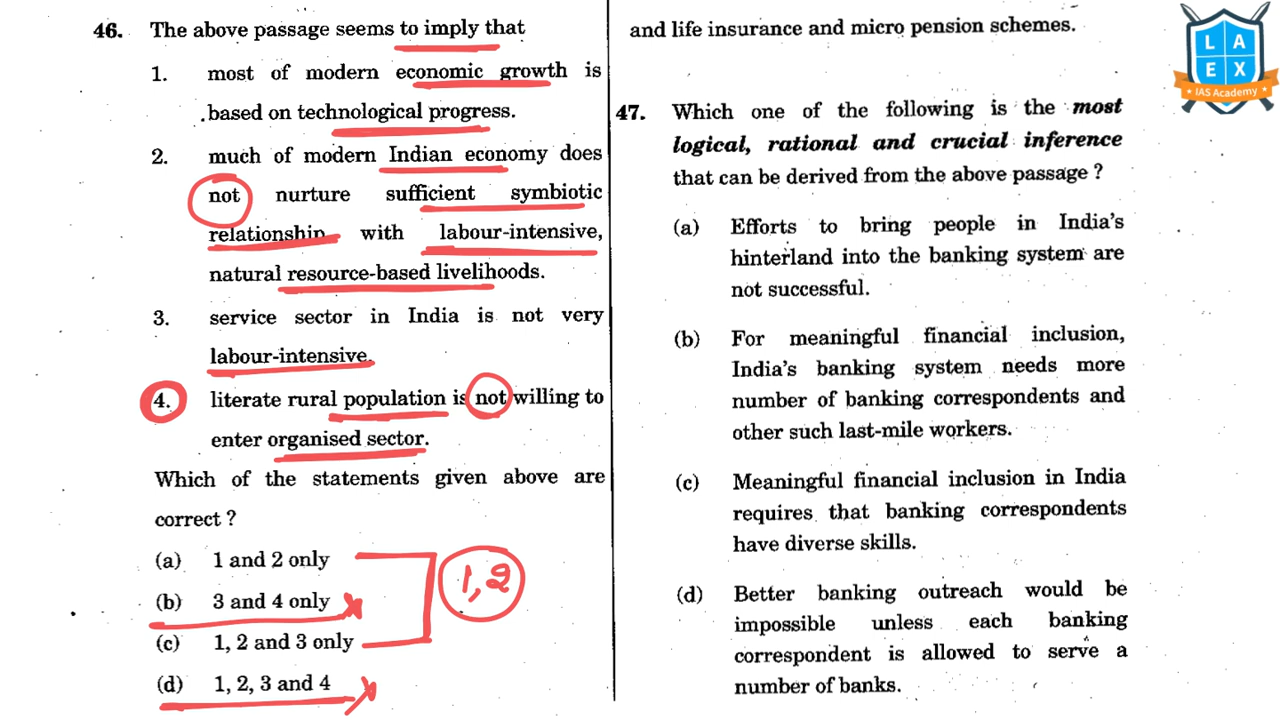 46. The above passage seems to imply that
1. most of modern economic growth is
based on technological progress.
2. much of modern Indian economy does
not nurture sufficient symbiotic
relationship with labour-intensive,
natural resource-based livelihoods.
3. service sector in India is not very
labour-intensive.
4. literate rural population is not willing to
enter organised sector.
Which of the statements given above are
correct ?
(a) 1 and 2 only
(b) 3 and 4 only
(c) 1, 2 and 3 only
(d) 1, 2, 3 and 4
1, 2
and life insurance and micro pension schemes.
47. Which one of the following is the most
logical, rational and crucial inference
that can be derived from the above passage ?
(a) Efforts to bring people in India's
hinterland into the banking system are
not successful.
(b) For meaningful financial inclusion,
India's banking system needs more
number of banking correspondents and
other such last-mile workers.
(c) Meaningful financial inclusion in India
requires that banking correspondents
have diverse skills.
(d) Better banking outreach would be
impossible unless each banking
correspondent is allowed to serve a
number of banks.
L A
E X
IAS Academy